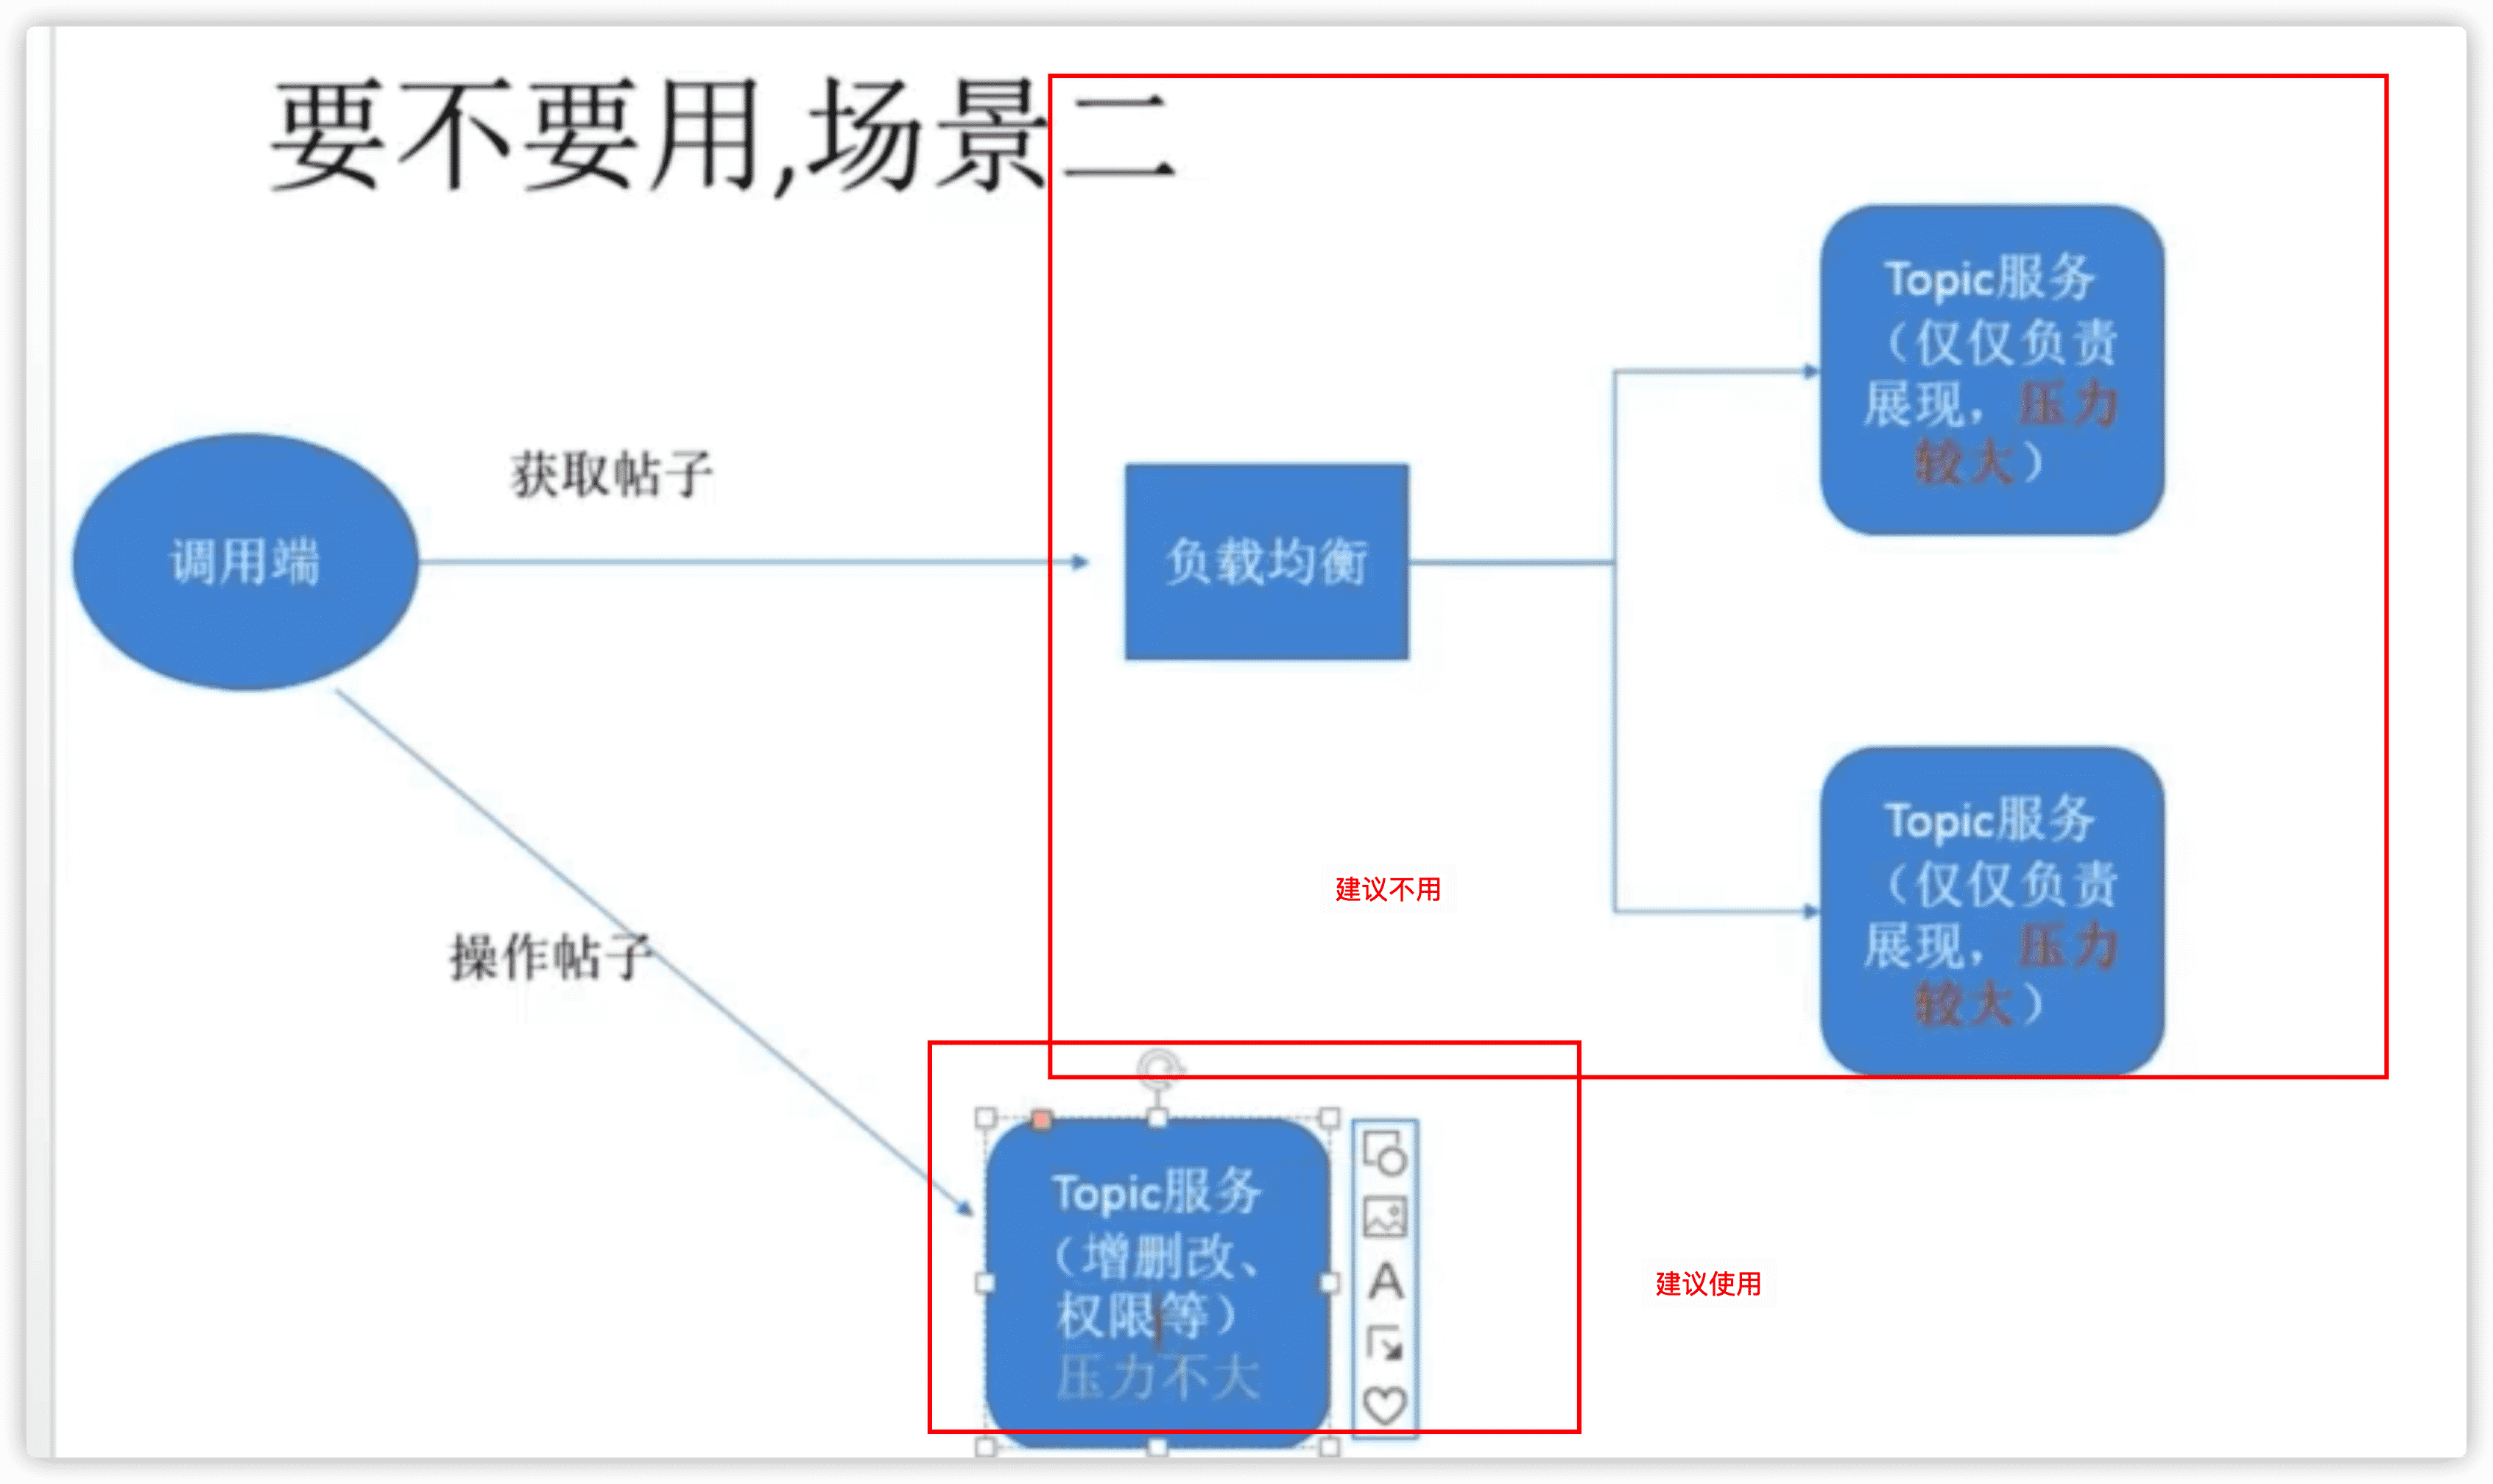 要不要用,场景二
Topic服务
（仅仅负责
展现，压力
较大）
获取帖子
调用端
负载均衡
Topic服务
（仅仅负责
展现，压力
较大）
建议不用
操作帖子
Topic服务
（增删改、
权限等）
压力不大
A
建议使用